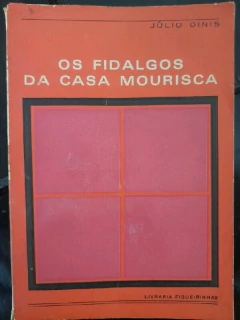 JÚLIO DINIS
OS FIDALGOS
DA CASA MOURISCA
LIVRARIA FIGUEIRINHAS